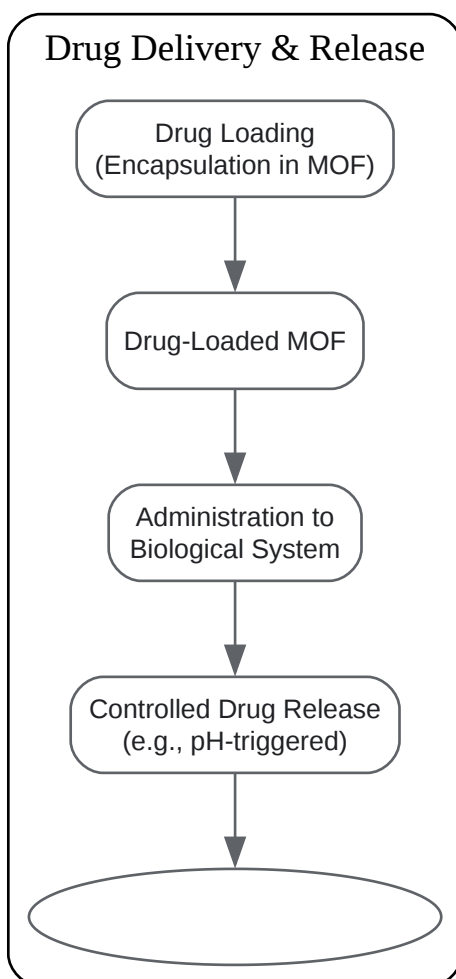 Drug Delivery & Release
Drug Loading
(Encapsulation in MOF)
Drug-Loaded MOF
Administration to
Biological System
Controlled Drug Release
(e.g., pH-triggered)